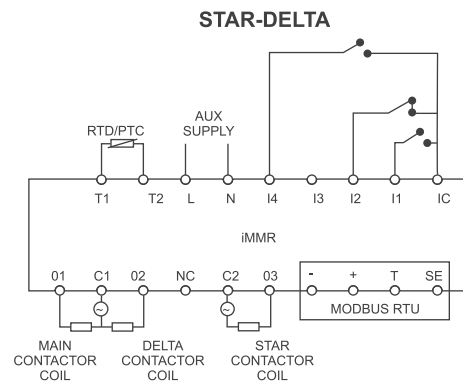 STAR-DELTA
AUX
SUPPLY
RTD/PTC
T1 T2 L N I4 I3 I2 I1 IC
iMMR
01 C1 02 NC C2 03 - + T SE
~ ~
MODBUS RTU
MAIN
CONTACTOR
COIL
DELTA
CONTACTOR
COIL
STAR
CONTACTOR
COIL